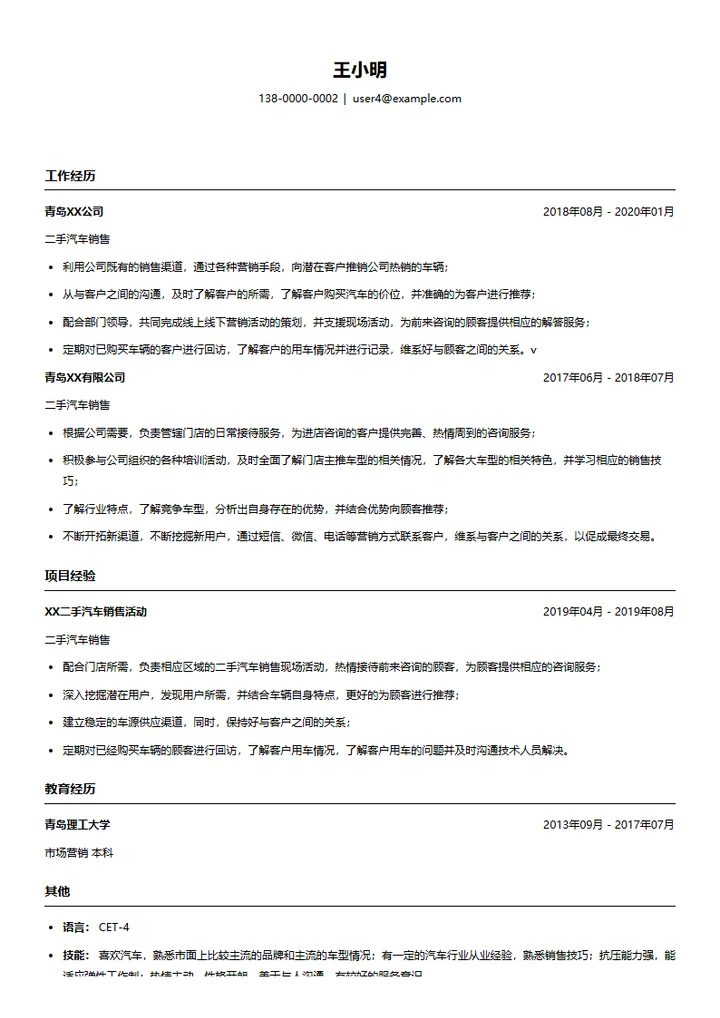 王小明
138-0000-0002 | user4@example.com
工作经历
青岛XX公司 2018年08月 - 2020年01月
二手汽车销售
• 利用公司既有的销售渠道，通过各种营销手段，向潜在客户推销公司热销的车辆；
• 从与客户之间的沟通，及时了解客户的所需，了解客户购买汽车的价位，并准确的为客户进行推荐；
• 配合部门领导，共同完成线上线下营销活动的策划，并支援现场活动，为前来咨询的顾客提供相应的解答服务；
• 定期对已购买车辆的客户进行回访，了解客户的用车情况并进行记录，维系好与顾客之间的关系。v
青岛XX有限公司 2017年06月 - 2018年07月
二手汽车销售
• 根据公司需要，负责管辖门店的日常接待服务，为进店咨询的客户提供完善、热情周到的咨询服务；
• 积极参与公司组织的各种培训活动，及时全面了解门店主推车型的相关情况，了解各大车型的相关特色，并学习相应的销售技
巧；
• 了解行业特点，了解竞争车型，分析出自身存在的优势，并结合优势向顾客推荐；
• 不断开拓新渠道，不断挖掘新用户，通过短信、微信、电话等营销方式联系客户，维系与客户之间的关系，以促成最终交易。
项目经验
XX二手汽车销售活动 2019年04月 - 2019年08月
二手汽车销售
• 配合门店所需，负责相应区域的二手汽车销售现场活动，热情接待前来咨询的顾客，为顾客提供相应的咨询服务；
• 深入挖掘潜在用户，发现用户所需，并结合车辆自身特点，更好的为顾客进行推荐；
• 建立稳定的车源供应渠道，同时，保持好与客户之间的关系；
• 定期对已经购买车辆的顾客进行回访，了解客户用车情况，了解客户用车的问题并及时沟通技术人员解决。
教育经历
青岛理工大学 2013年09月 - 2017年07月
市场营销 本科
其他
• 语言： CET-4
• 技能： 喜欢汽车，熟悉市面上比较主流的品牌和主流的车型情况；有一定的汽车行业从业经验，熟悉销售技巧；抗压能力强，能
适应弹性工作制；热情主动，性格开朗，善于与人沟通，有较好的服务意识